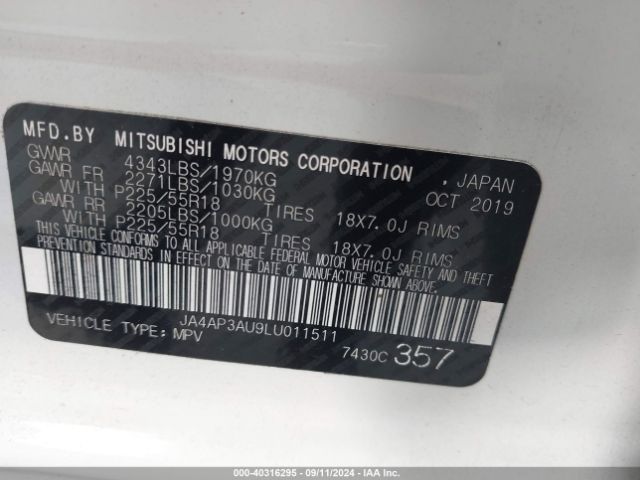 MFD.BY MITSUBISHI MOTORS CORPORATION
GVWR 4343LBS/1970KG , JAPAN
GAWR FR 2271LBS/1030KG OCT 2019
WITH P225/55R18 TIRES 18X7.0J RIMS
GAWR RR 2205LBS/1000KG
WITH P225/55R18 TIRES 18X7.0J RIMS
THIS VEHICLE CONFORMS TO ALL APPLICABLE FEDERAL MOTOR VEHICLE SAFETY AND THEFT
PREVENTION STANDARDS IN EFFECT ON THE DATE OF MANUFACTURE SHOWN ABOVE.
JA4AP3AU9LU011511
VEHICLE TYPE: MPV 7430C 357
© - 40316295 - 09/11/2024 - IAAI.COM